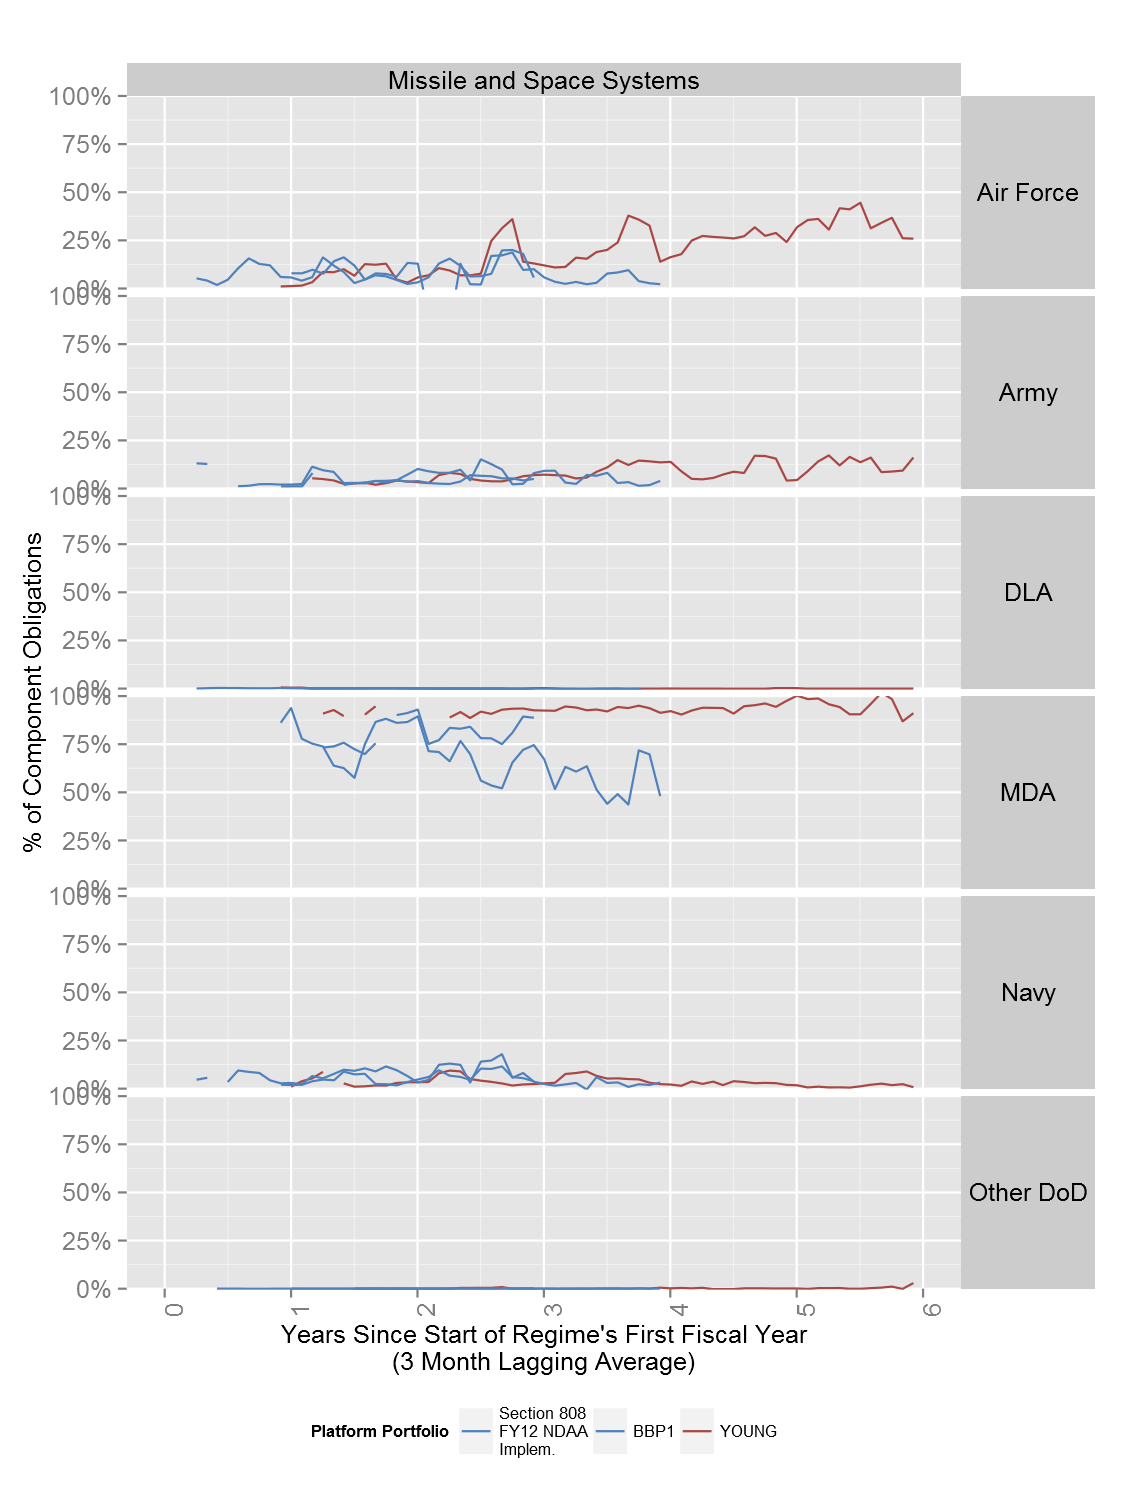 Missile and Space Systems
100%
75%
50%
25%
0%
Air Force
100%
75%
50%
25%
0%
Army
100%
75%
50%
25%
0%
DLA
100%
75%
50%
25%
0%
MDA
100%
75%
50%
25%
0%
Navy
100%
75%
50%
25%
0%
Other DoD
% of Component Obligations
0
1
2
3
4
5
6
Years Since Start of Regime's First Fiscal Year
(3 Month Lagging Average)
Platform Portfolio
Section 808
FY12 NDAA
Implem.
BBP1
YOUNG